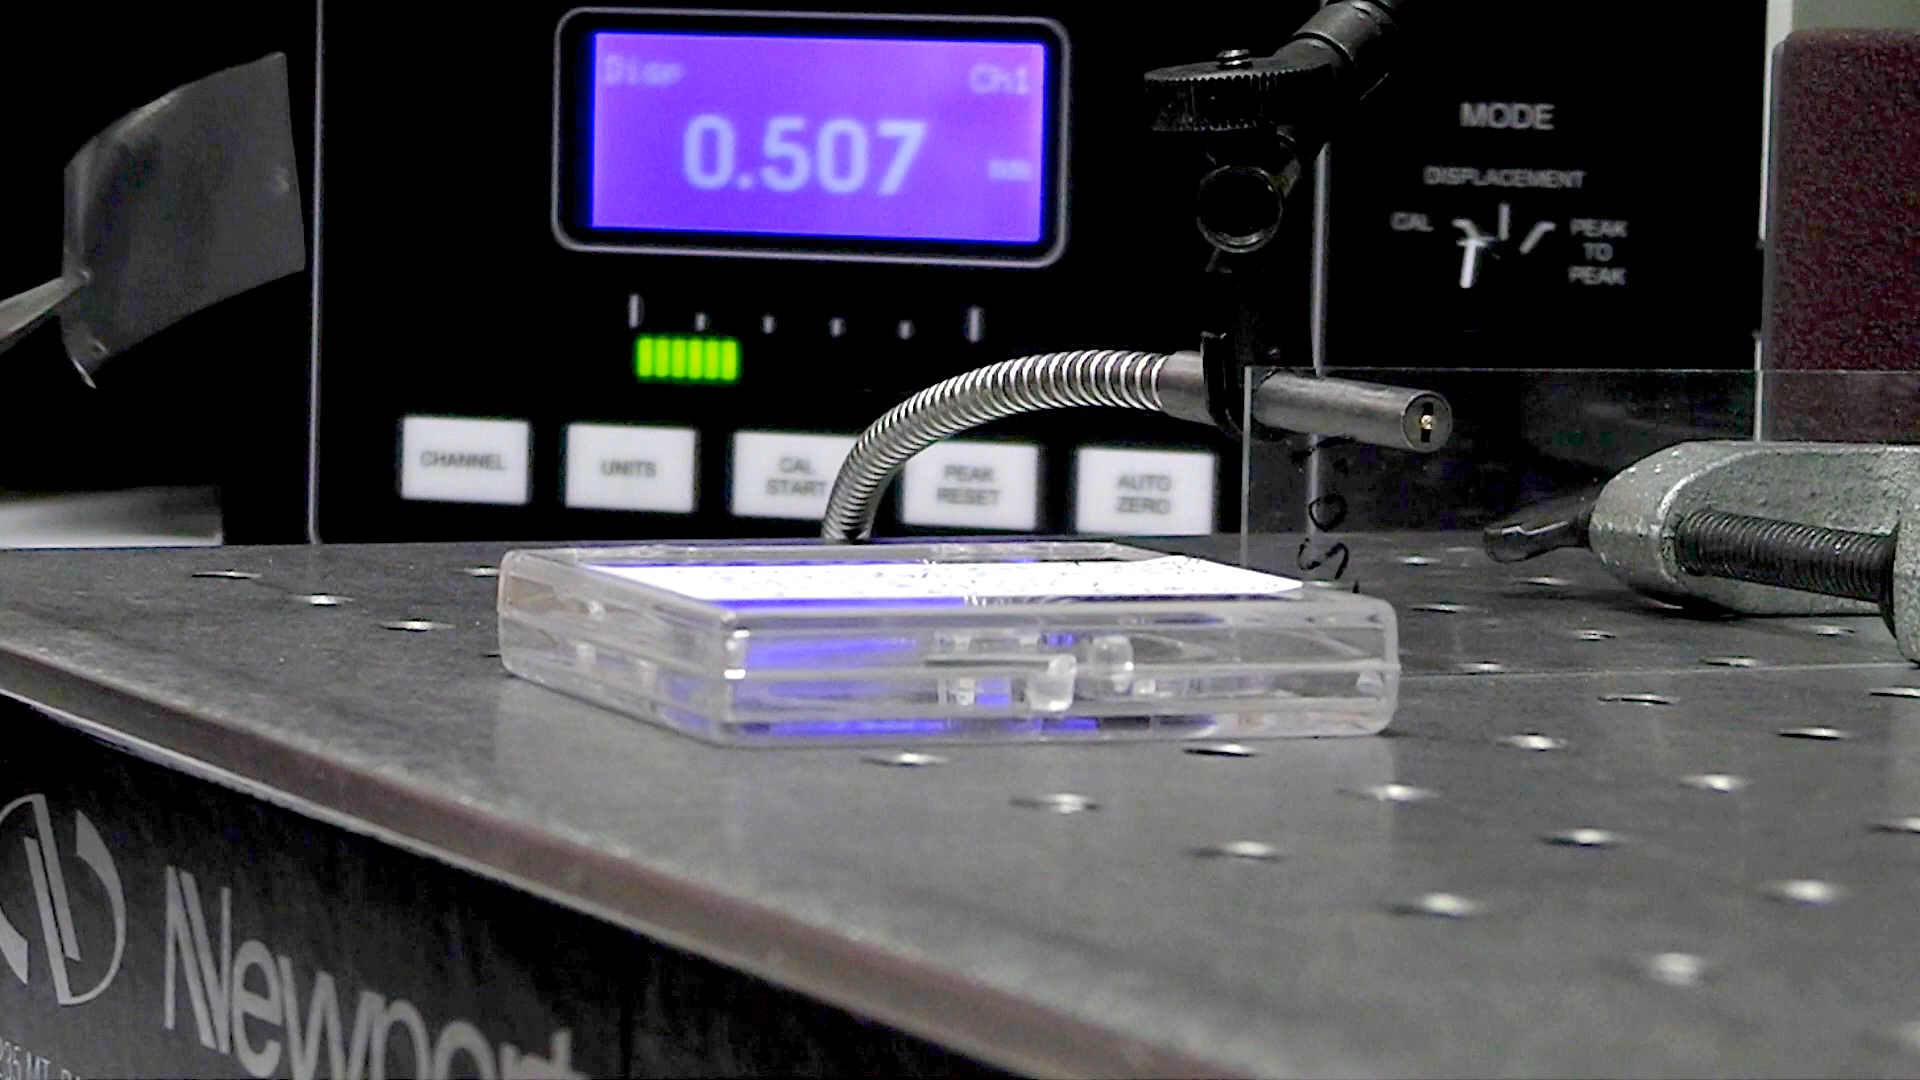 Disp Ch1
0.507 mm
MODE
DISPLACEMENT
CAL
PEAK
TO
PEAK
CHANNEL
UNITS
CAL
START
PEAK
RESET
AUTO
ZERO
Newport